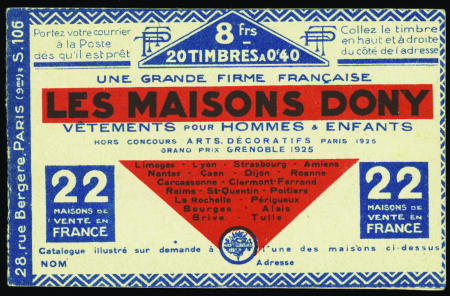 Portez votre courrier
à la Poste
dès qu'il est prêt
8 Frs
20 TIMBRES À 0'40
Collez le timbre
en haut et à droite
du côté de l'adresse
28, rue Bergère, PARIS (9me) - S. 106
UNE GRANDE FIRME FRANÇAISE
LES MAISONS DONY
VÊTEMENTS POUR HOMMES & ENFANTS
HORS CONCOURS ARTS DÉCORATIFS PARIS 1925
GRAND PRIX GRENOBLE 1925
22
MAISONS DE
VENTE EN
FRANCE
Limoges - Lyon - Strasbourg - Amiens
Nantes - Caen - Dijon - Roanne
Carcassonne - Clermont-Ferrand
Reims - St-Quentin - Poitiers
La Rochelle - Périgueux
Bourges - Alais
Brive - Tulle
22
MAISONS DE
VENTE EN
FRANCE
Catalogue illustré sur demande à l'une des maisons ci-dessus
NOM Adresse